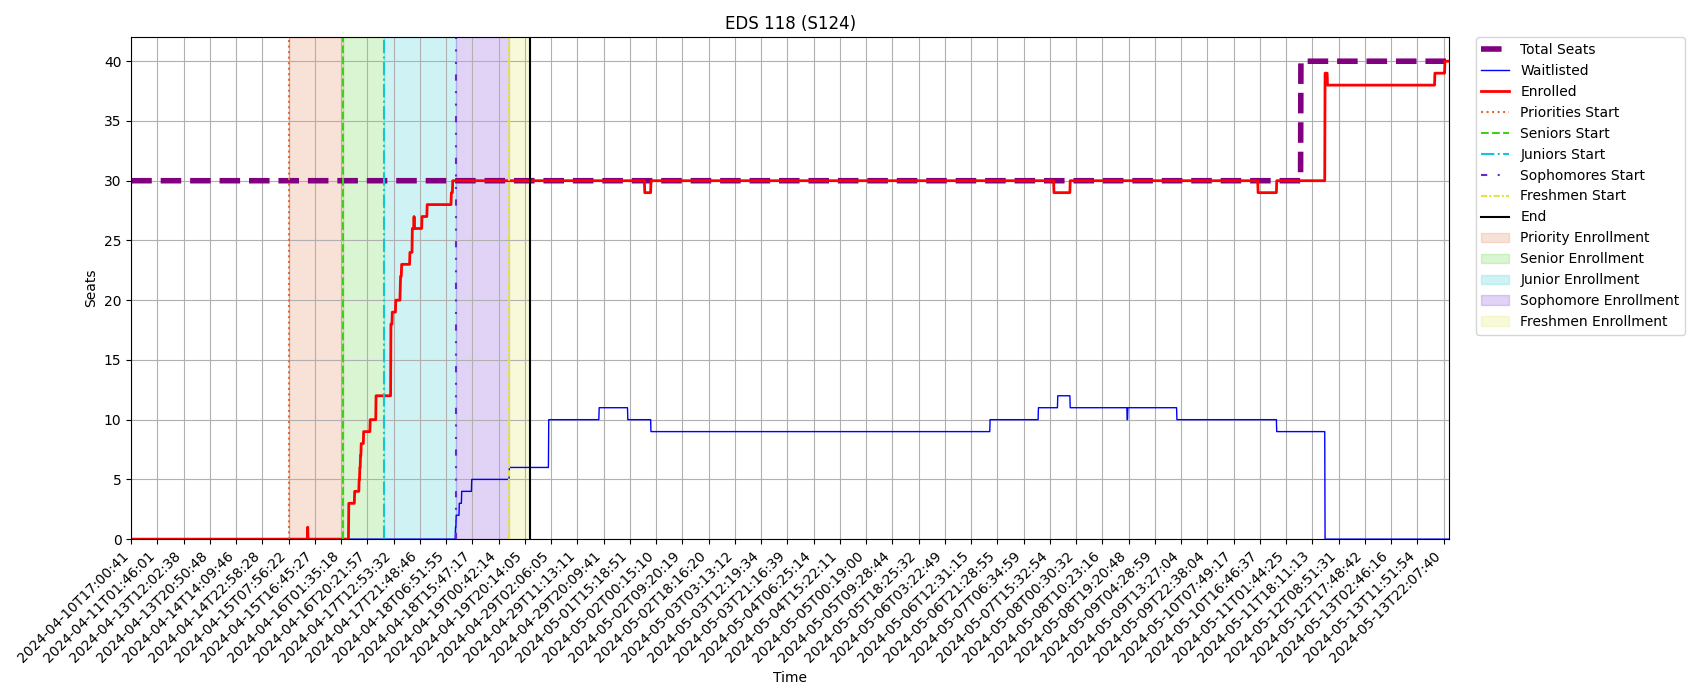 EDS 118 (S124)
Seats
40
35
30
25
20
15
10
5
0
2024-04-10T17:00:41
2024-04-11T01:46:01
2024-04-13T12:02:38
2024-04-13T20:50:48
2024-04-14T14:09:46
2024-04-14T22:58:28
2024-04-15T07:56:22
2024-04-15T16:45:27
2024-04-16T01:35:18
2024-04-16T20:21:57
2024-04-17T12:53:32
2024-04-17T21:48:46
2024-04-18T06:51:55
2024-04-18T15:47:17
2024-04-19T00:42:14
2024-04-19T20:14:05
2024-04-29T02:06:05
2024-04-29T11:13:11
2024-04-29T20:09:41
2024-05-01T15:18:51
2024-05-02T00:15:10
2024-05-02T09:20:19
2024-05-02T18:16:20
2024-05-03T03:13:12
2024-05-03T12:19:34
2024-05-03T21:16:39
2024-05-04T06:25:14
2024-05-04T15:22:11
2024-05-05T00:19:00
2024-05-05T09:28:44
2024-05-05T18:25:32
2024-05-06T03:22:49
2024-05-06T12:31:15
2024-05-06T21:28:55
2024-05-07T06:34:59
2024-05-07T15:32:54
2024-05-08T00:30:32
2024-05-08T10:23:16
2024-05-08T19:20:48
2024-05-09T04:28:59
2024-05-09T13:27:04
2024-05-09T22:38:04
2024-05-10T07:49:17
2024-05-10T16:46:37
2024-05-11T01:44:25
2024-05-11T18:11:13
2024-05-12T08:51:31
2024-05-12T17:48:42
2024-05-13T02:46:16
2024-05-13T11:51:54
2024-05-13T22:07:40
Time
Total Seats
Waitlisted
Enrolled
Priorities Start
Seniors Start
Juniors Start
Sophomores Start
Freshmen Start
End
Priority Enrollment
Senior Enrollment
Junior Enrollment
Sophomore Enrollment
Freshmen Enrollment